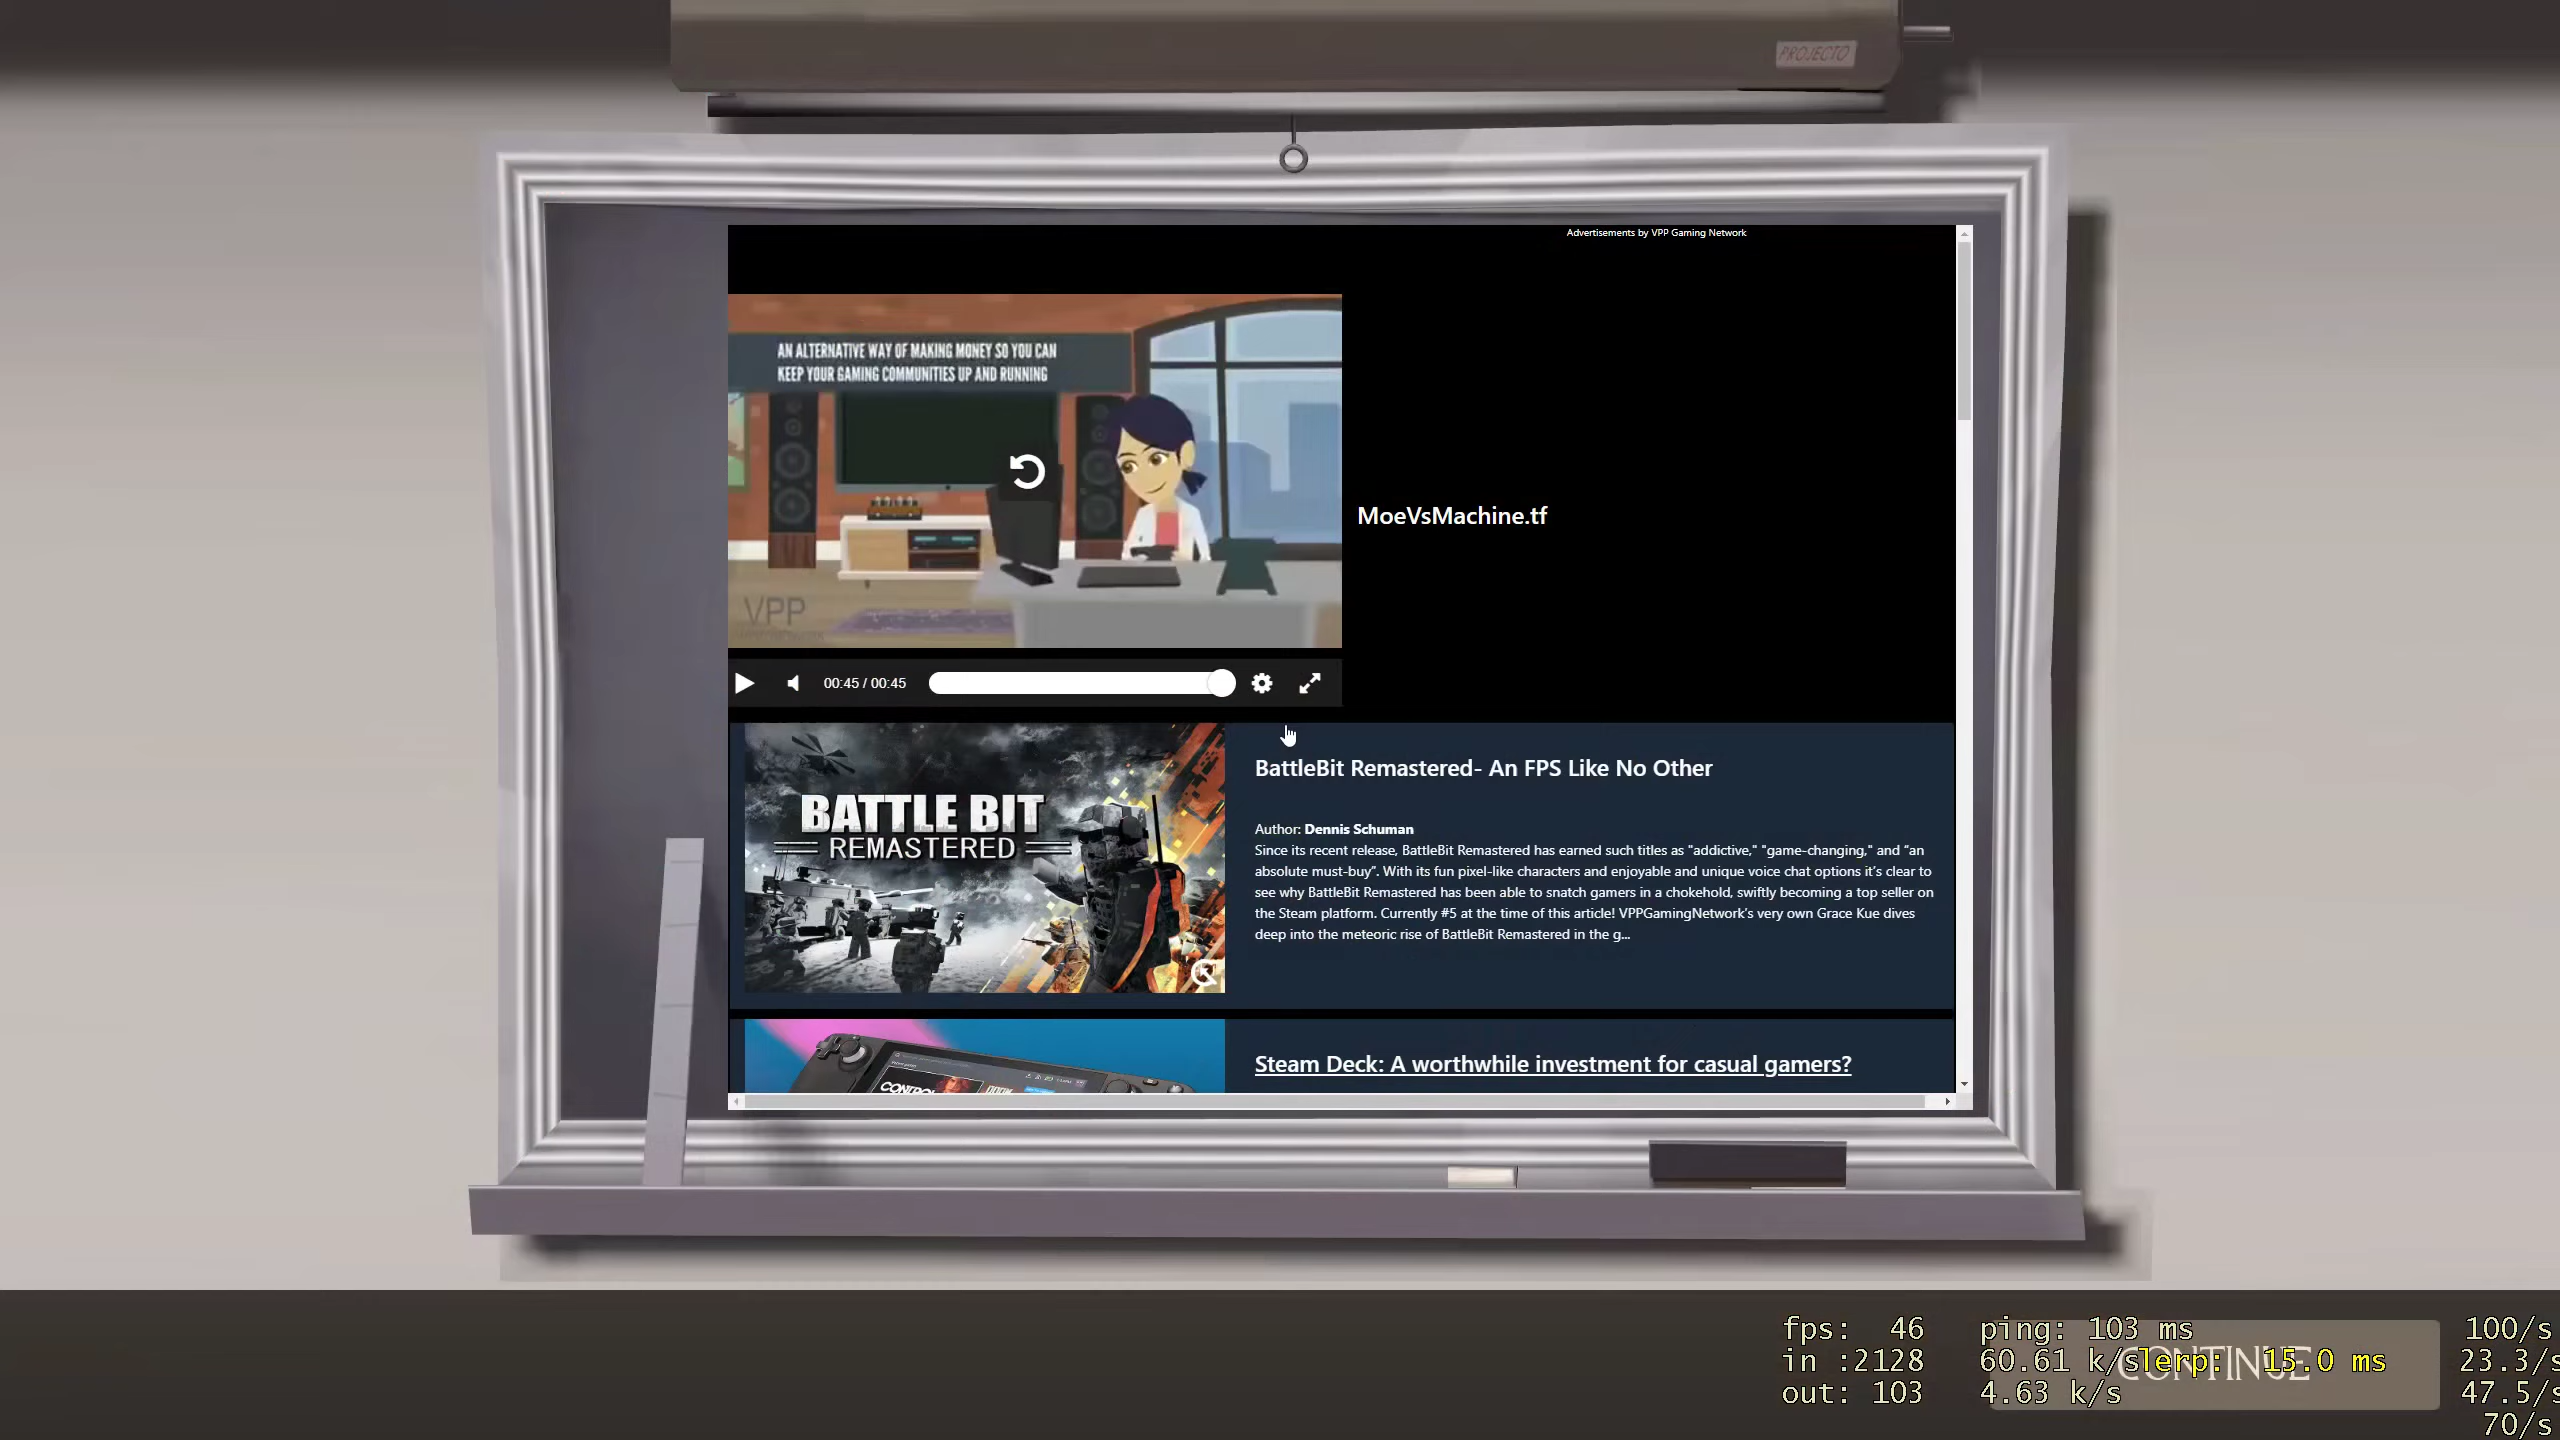 PROJECTO
Advertisements by VPP Gaming Network
AN ALTERNATIVE WAY OF MAKING MONEY SO YOU CAN
KEEP YOUR GAMING COMMUNITIES UP AND RUNNING
VPP
MoeVsMachine.tf
00:45 / 00:45
BATTLE BIT
REMASTERED
BattleBit Remastered- An FPS Like No Other
Author: Dennis Schuman
Since its recent release, BattleBit Remastered has earned such titles as "addictive," "game-changing," and "an
absolute must-buy". With its fun pixel-like characters and enjoyable and unique voice chat options it's clear to
see why BattleBit Remastered has been able to snatch gamers in a chokehold, swiftly becoming a top seller on
the Steam platform. Currently #5 at the time of this article! VPPGamingNetwork's very own Grace Kue dives
deep into the meteoric rise of BattleBit Remastered in the g...
CONTROL
Steam Deck: A worthwhile investment for casual gamers?
fps: 46 ping: 103 ms 100/s
in :2128 60.61 k/s lerp: 15.0 ms 23.3/s
CONTINUE
out: 103 4.63 k/s 47.5/s
70/s